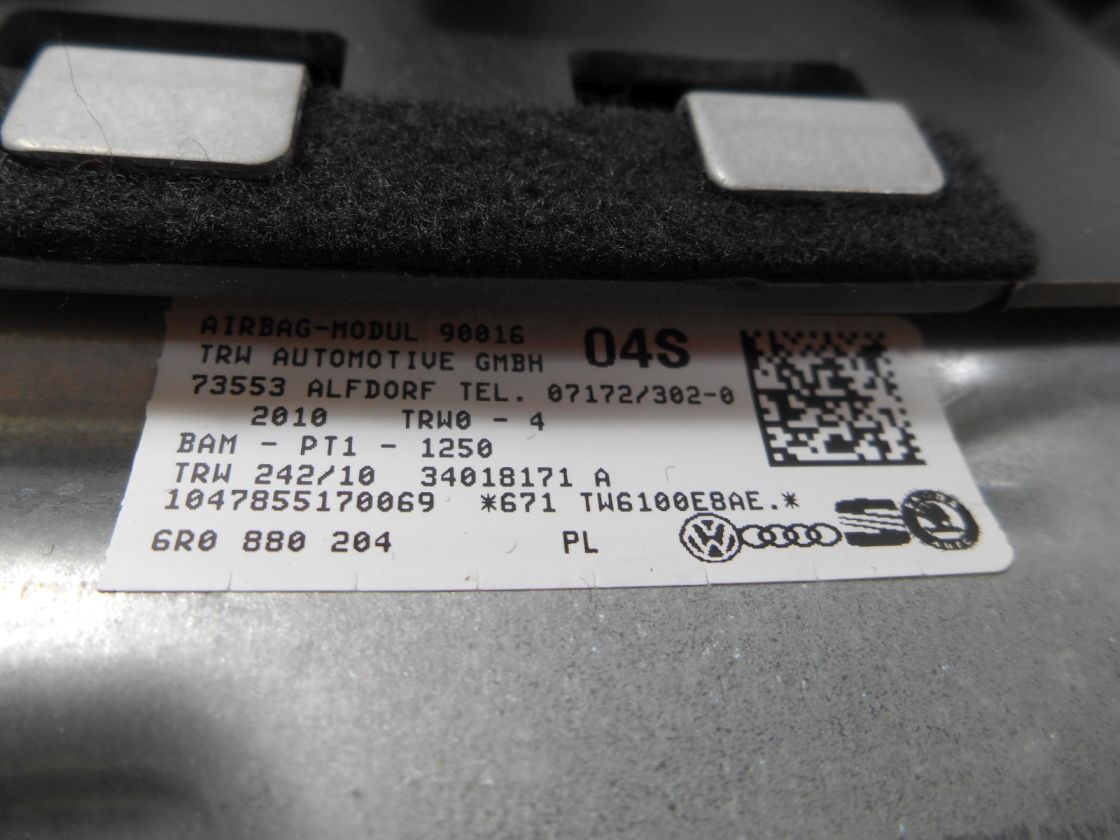 AIRBAG-MODUL 90016
04S
TRW AUTOMOTIVE GMBH
73553 ALFDORF TEL. 07172/302-0
2010 TRW0 - 4
BAM - PT1 - 1250
TRW 242/10 34018171 A
1047855170069 *671 TW6100E8AE.*
6R0 880 204 PL